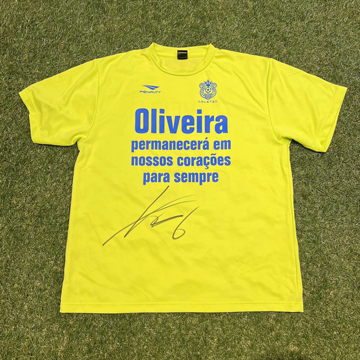 PENALTY
Oliveira
permanecerá em
nossos corações
para sempre